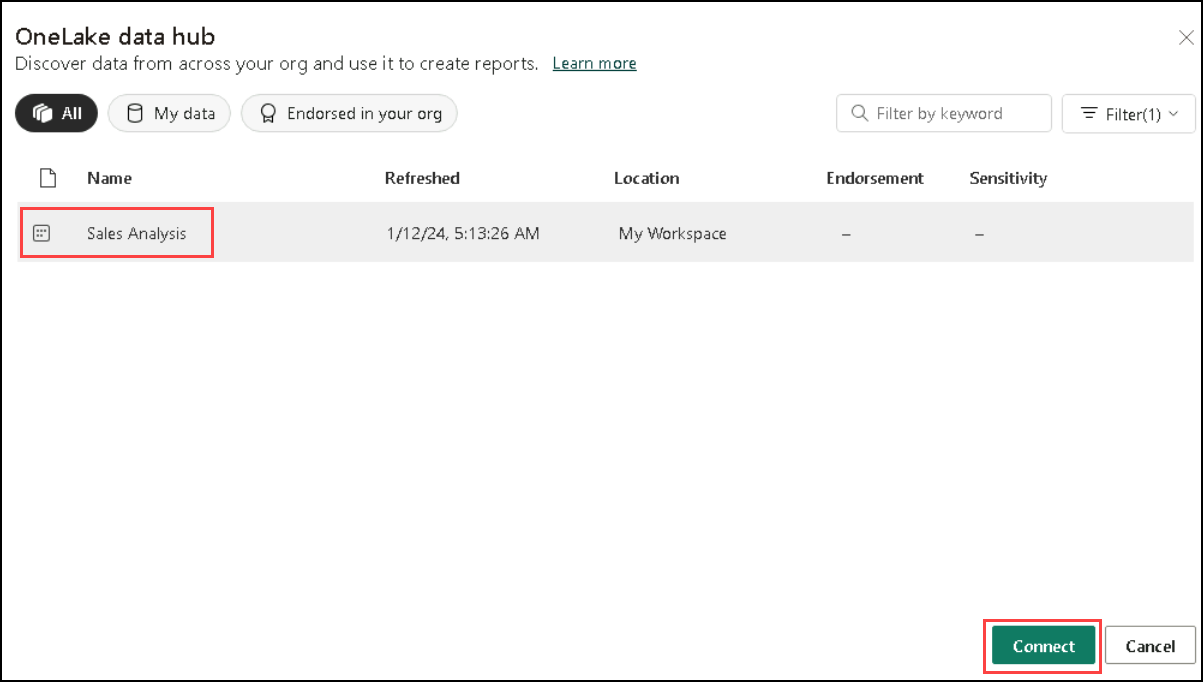 OneLake data hub
Discover data from across your org and use it to create reports. Learn more
All My data Endorsed in your org Filter by keyword Filter(1)
Name Refreshed Location Endorsement Sensitivity
Sales Analysis 1/12/24, 5:13:26 AM My Workspace – –
Connect Cancel